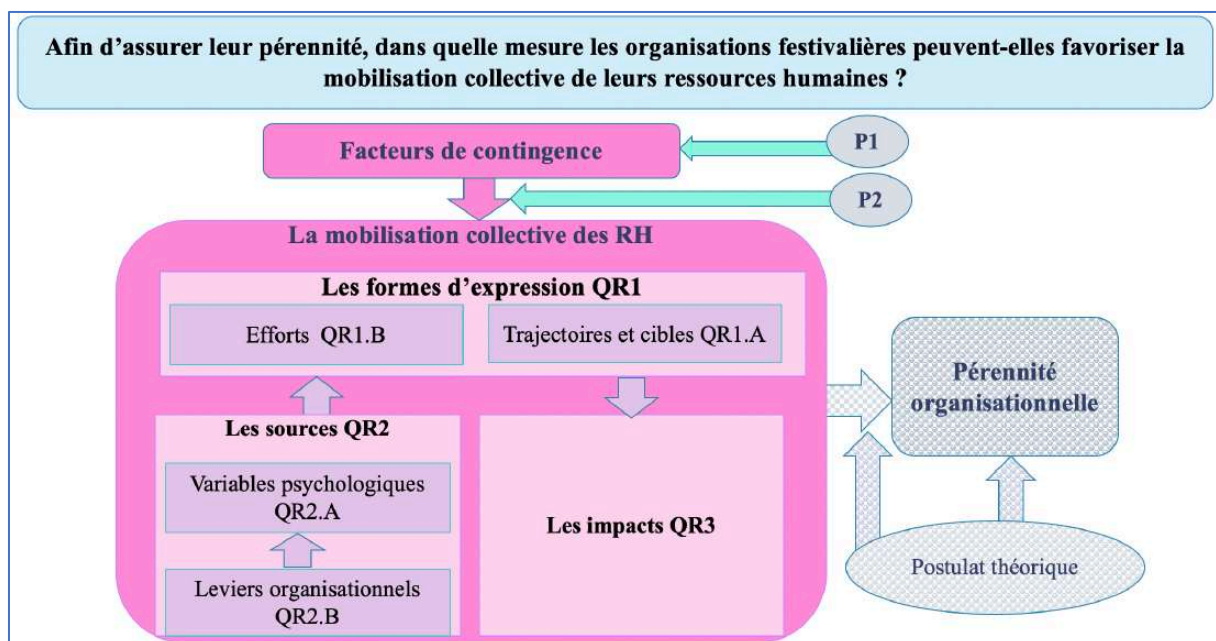 Afin d’assurer leur pérennité, dans quelle mesure les organisations festivalières peuvent-elles favoriser la
mobilisation collective de leurs ressources humaines ?
Facteurs de contingence
P1
P2
La mobilisation collective des RH
Les formes d’expression QR1
Efforts QR1.B
Trajectoires et cibles QR1.A
Les sources QR2
Variables psychologiques
QR2.A
Leviers organisationnels
QR2.B
Les impacts QR3
Pérennité
organisationnelle
Postulat théorique